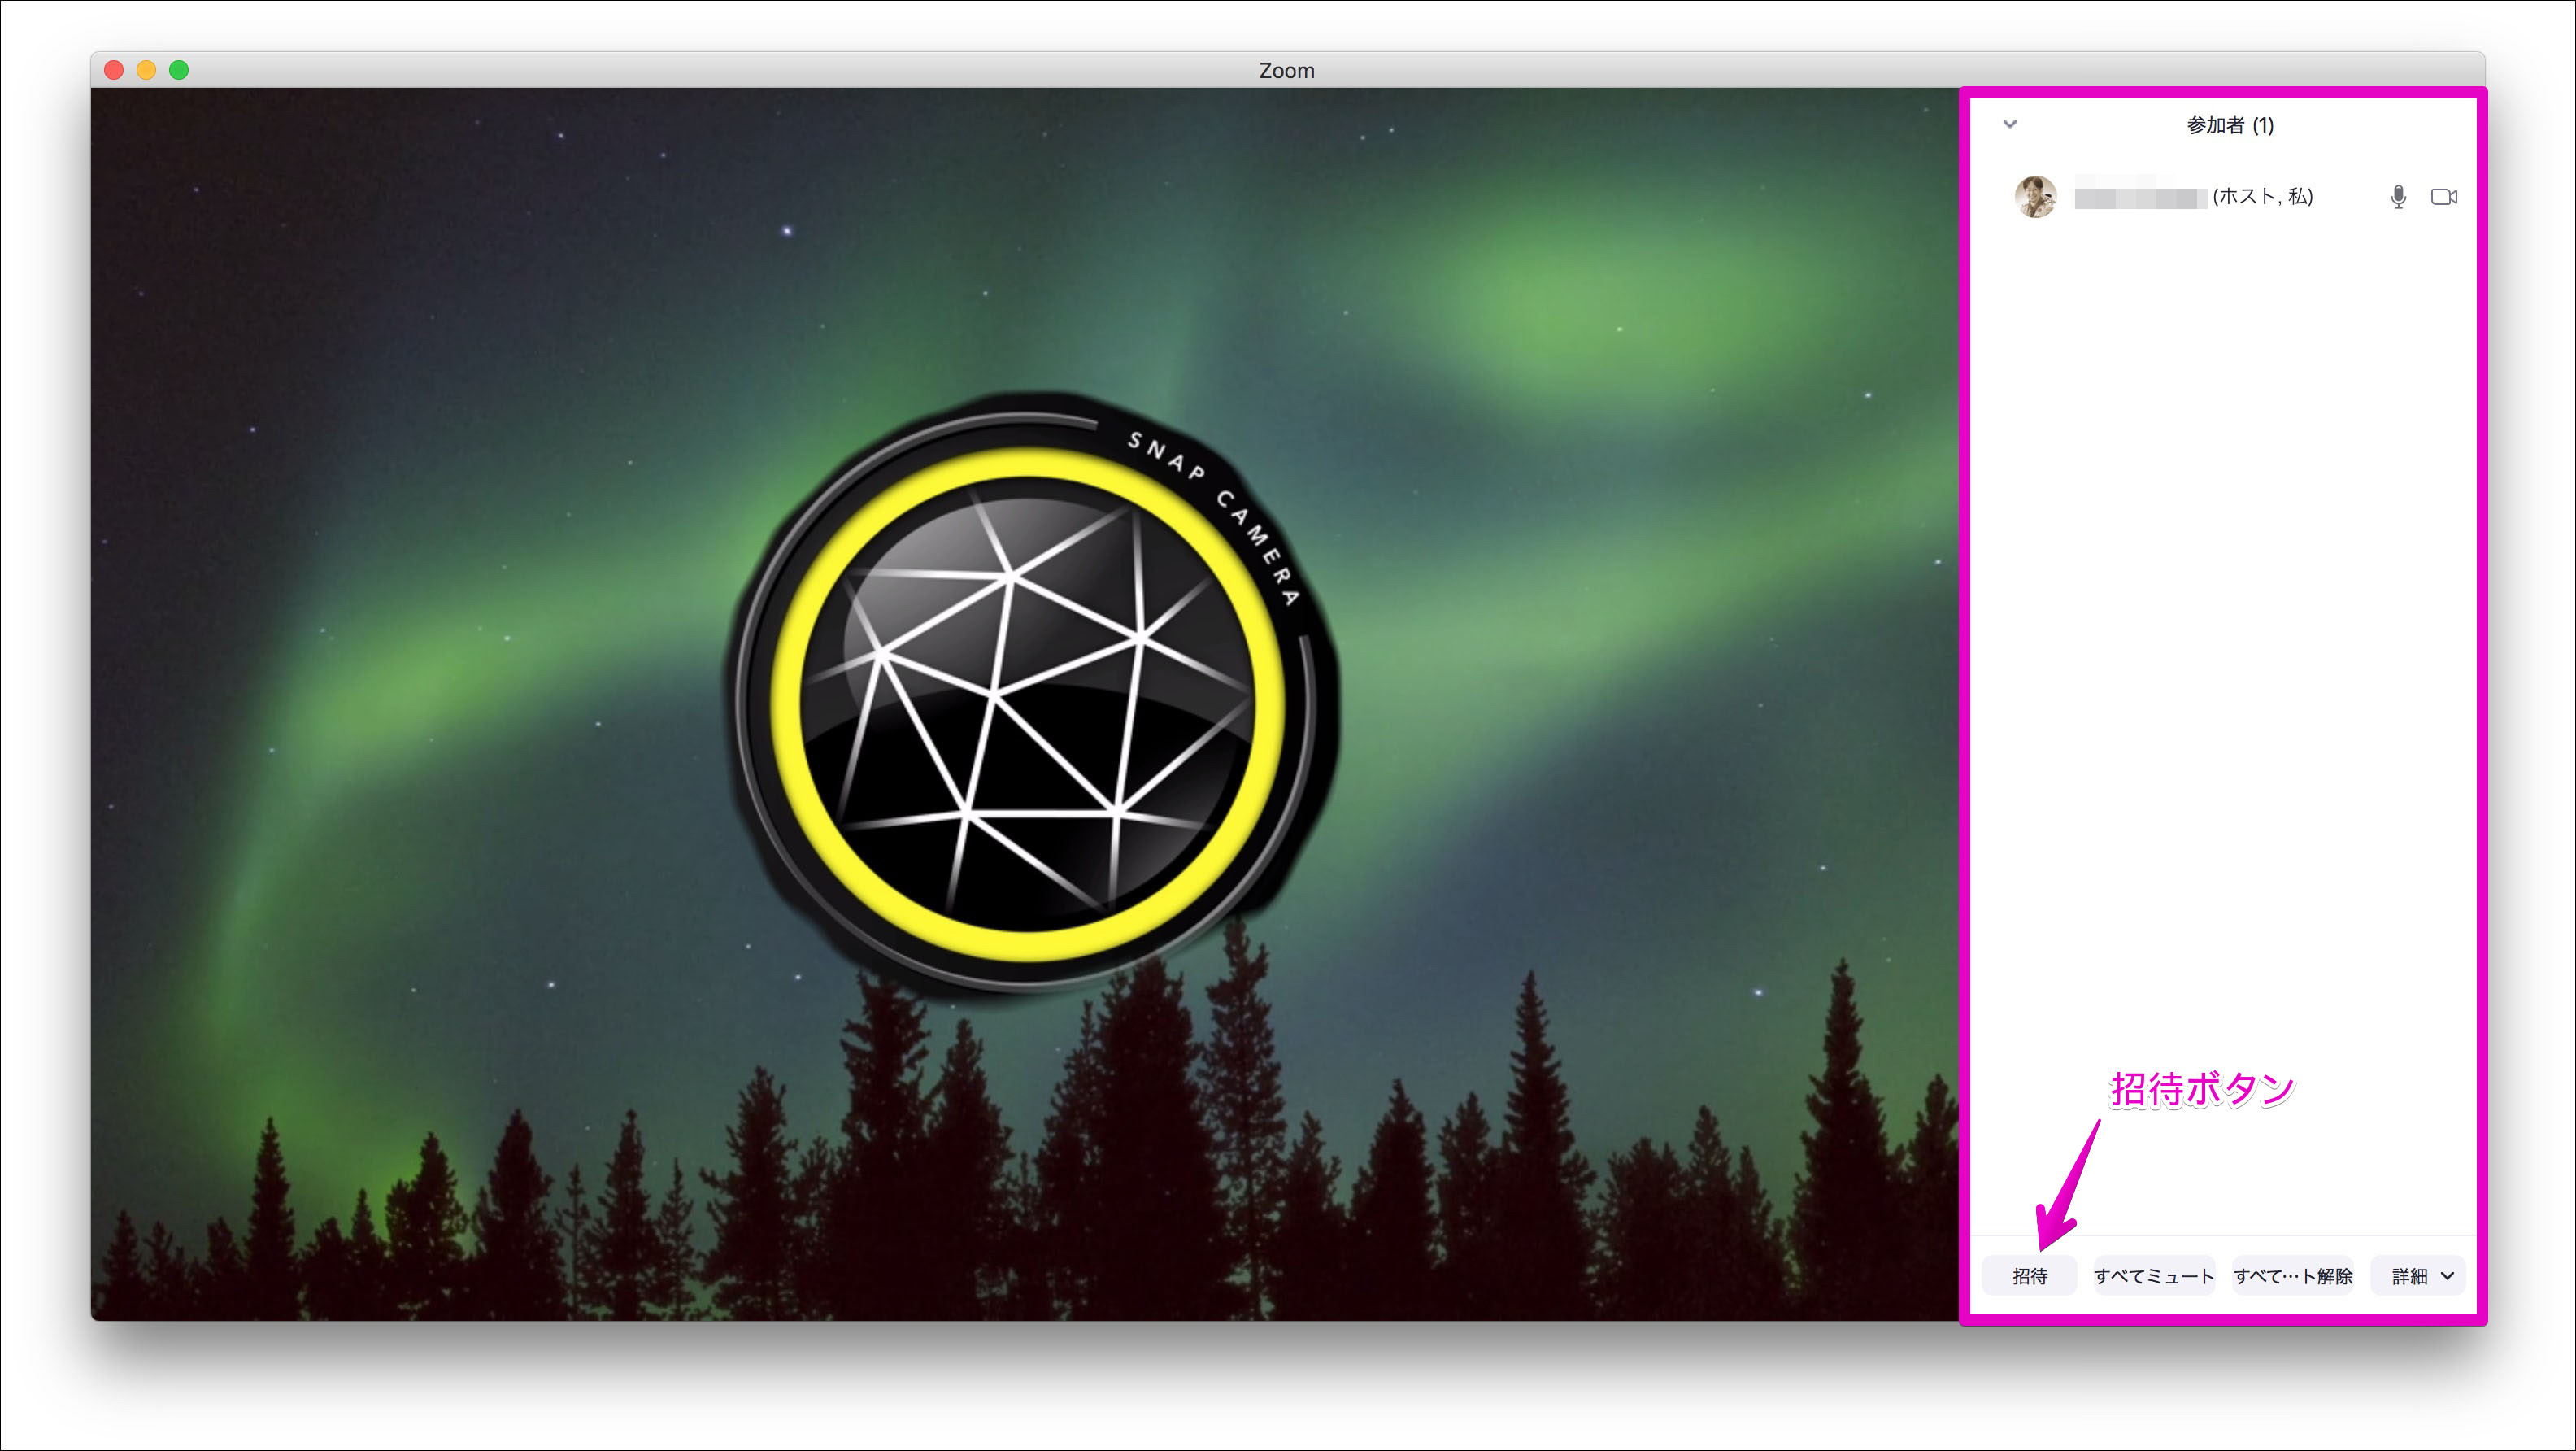 Zoom
参加者 (1)
(ホスト, 私)
SNAP CAMERA
招待ボタン
招待
すべてミュート
すべて…ト解除
詳細